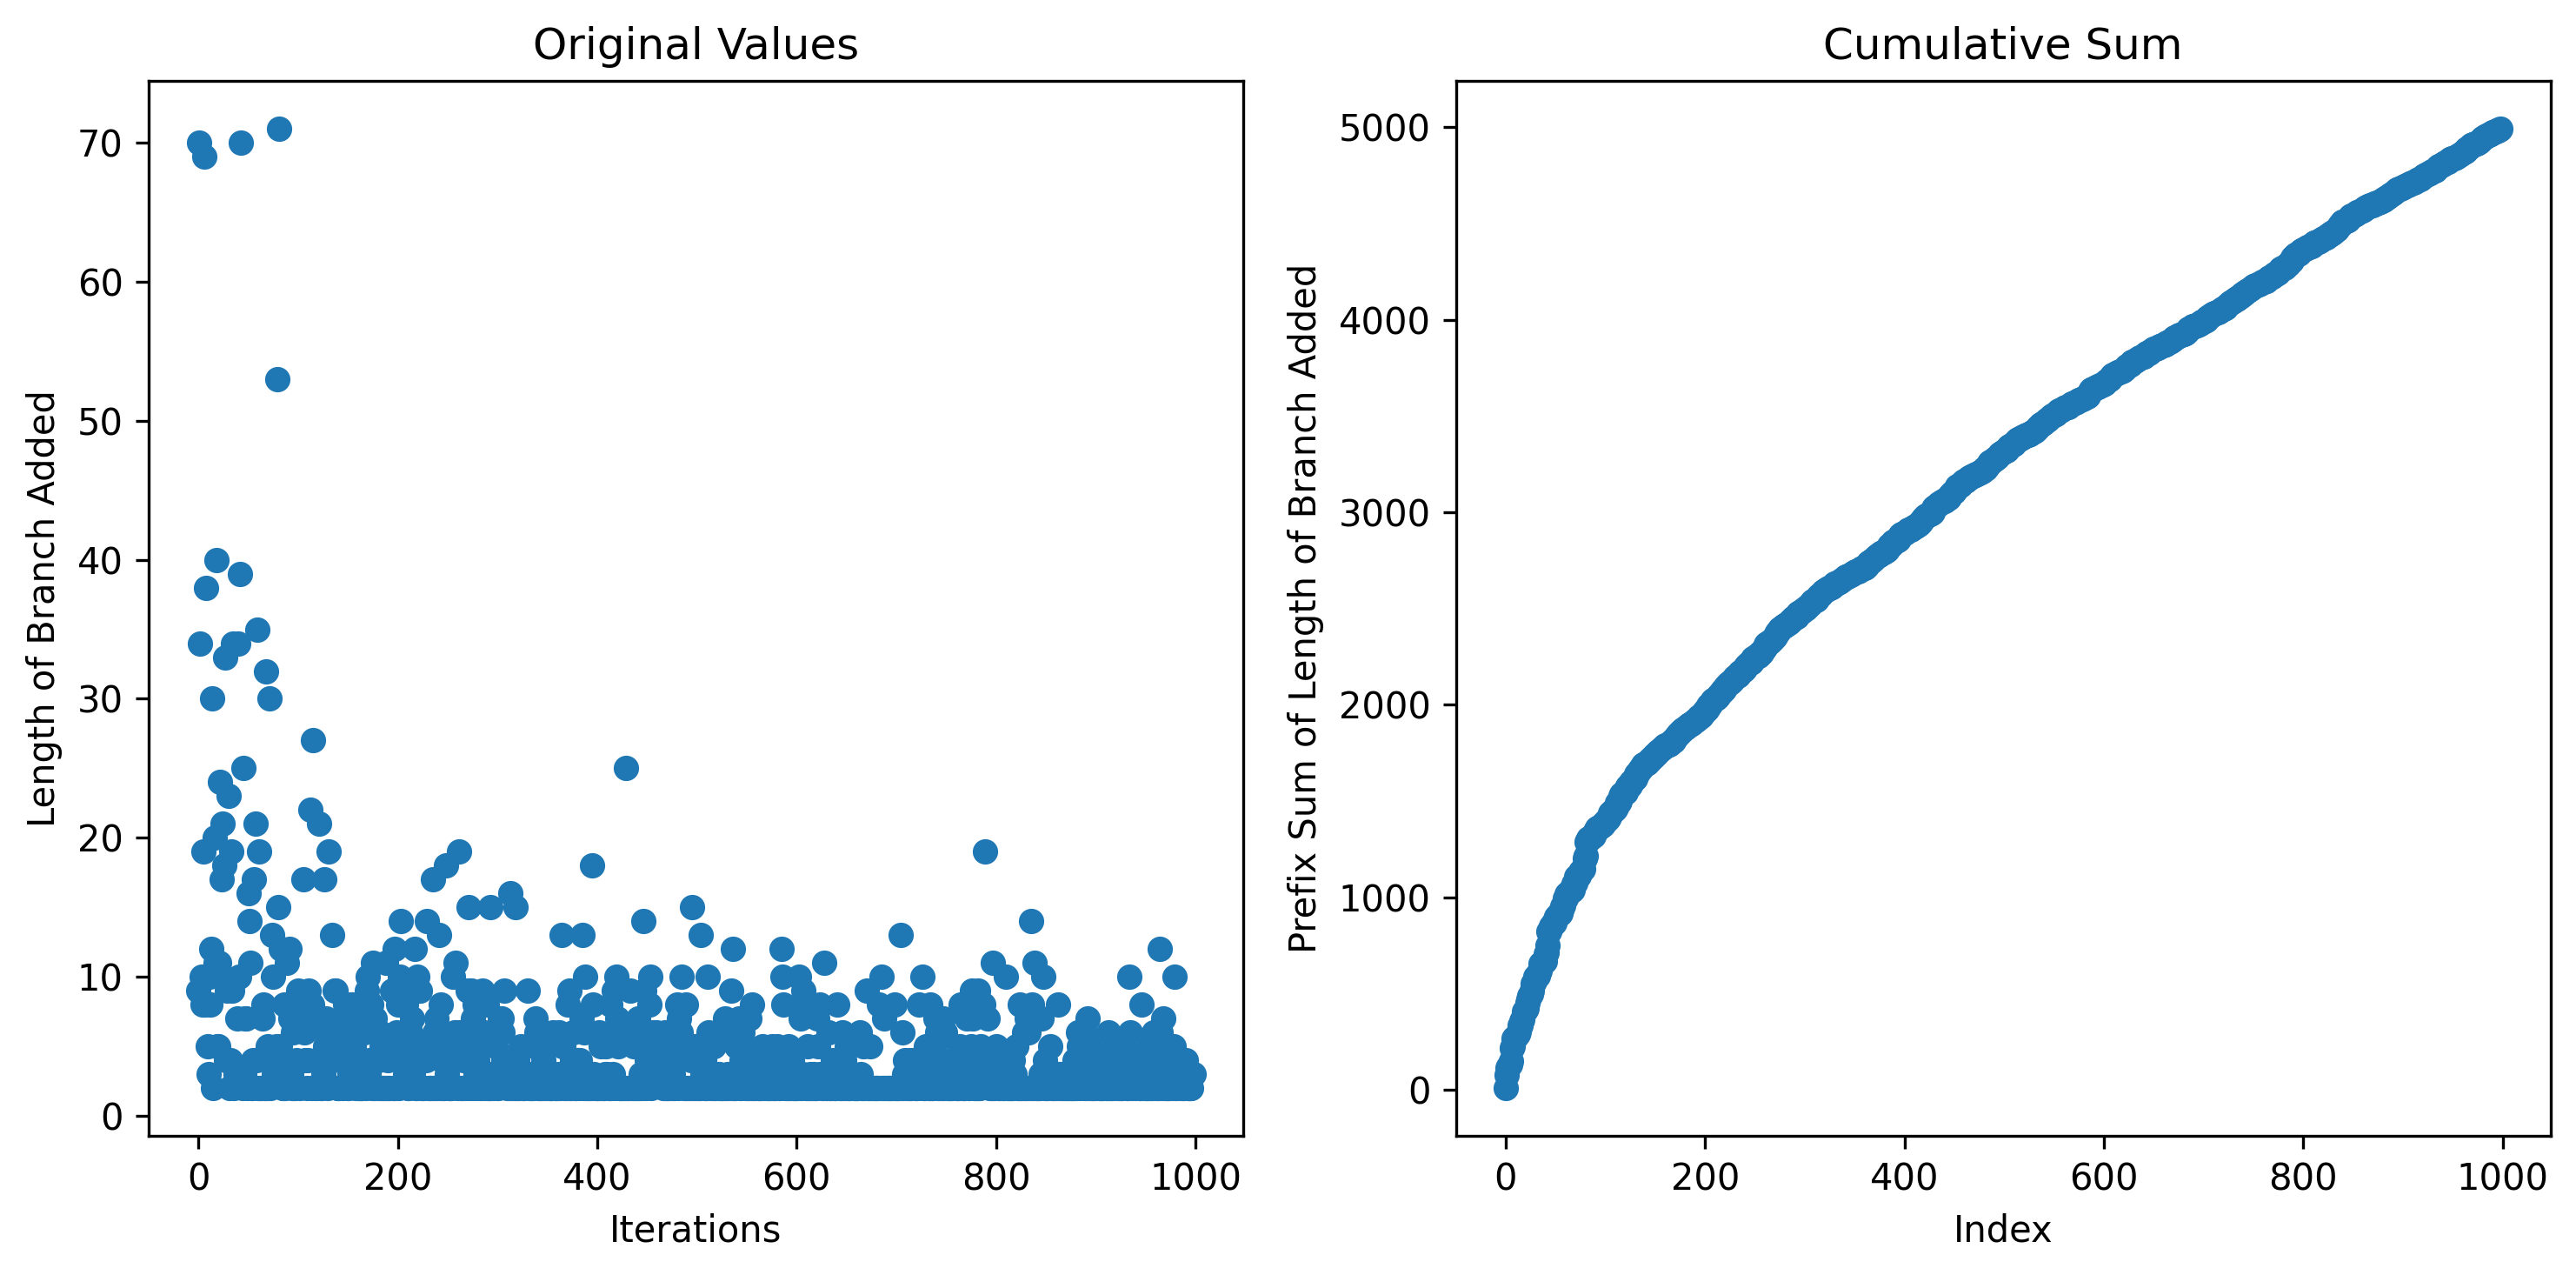 Original Values
Length of Branch Added
70
60
50
40
30
20
10
0
0 200 400 600 800 1000
Iterations
Cumulative Sum
Prefix Sum of Length of Branch Added
5000
4000
3000
2000
1000
0
0 200 400 600 800 1000
Index